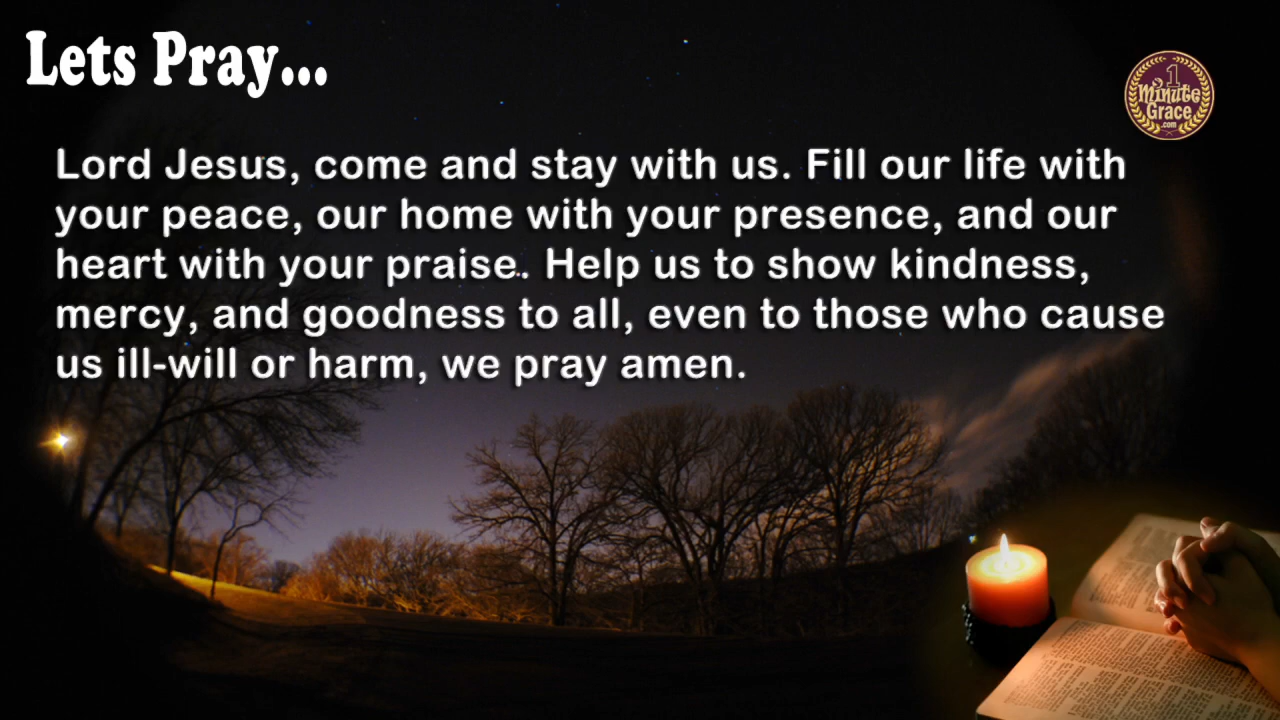 Lets Pray...
1
Minute
Grace
.com
Lord Jesus, come and stay with us. Fill our life with
your peace, our home with your presence, and our
heart with your praise. Help us to show kindness,
mercy, and goodness to all, even to those who cause
us ill-will or harm, we pray amen.